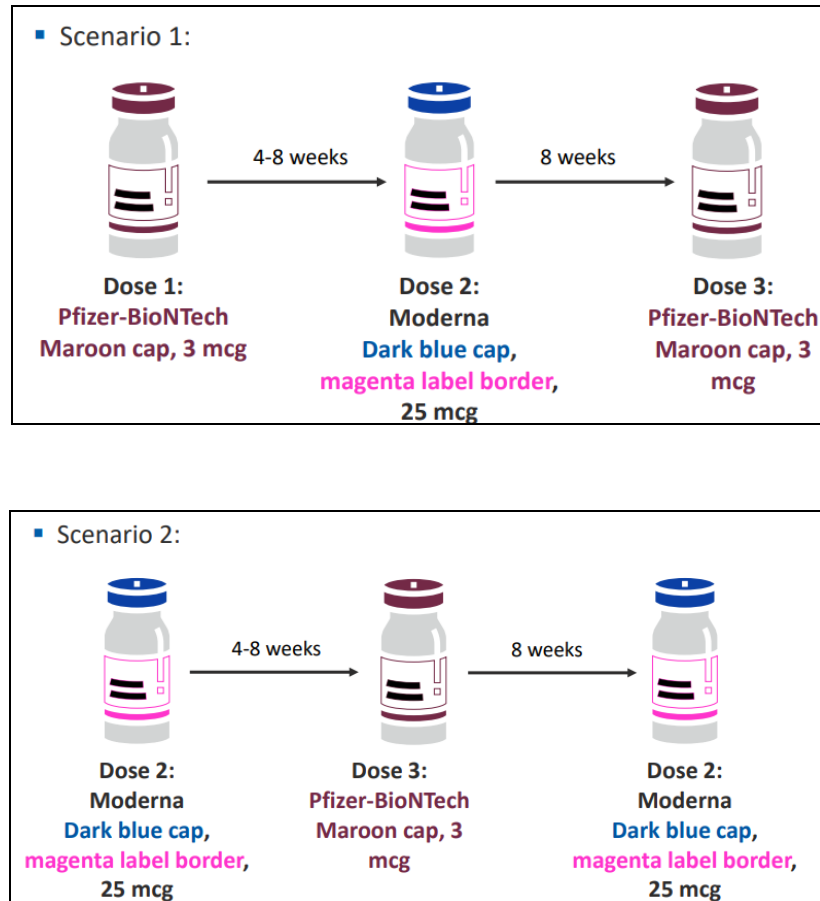 Scenario 1:
4-8 weeks
8 weeks
Dose 1:
Pfizer-BioNTech
Maroon cap, 3 mcg
Dose 2:
Moderna
Dark blue cap,
magenta label border,
25 mcg
Dose 3:
Pfizer-BioNTech
Maroon cap, 3
mcg
Scenario 2:
4-8 weeks
8 weeks
Dose 2:
Moderna
Dark blue cap,
magenta label border,
25 mcg
Dose 3:
Pfizer-BioNTech
Maroon cap, 3
mcg
Dose 2:
Moderna
Dark blue cap,
magenta label border,
25 mcg